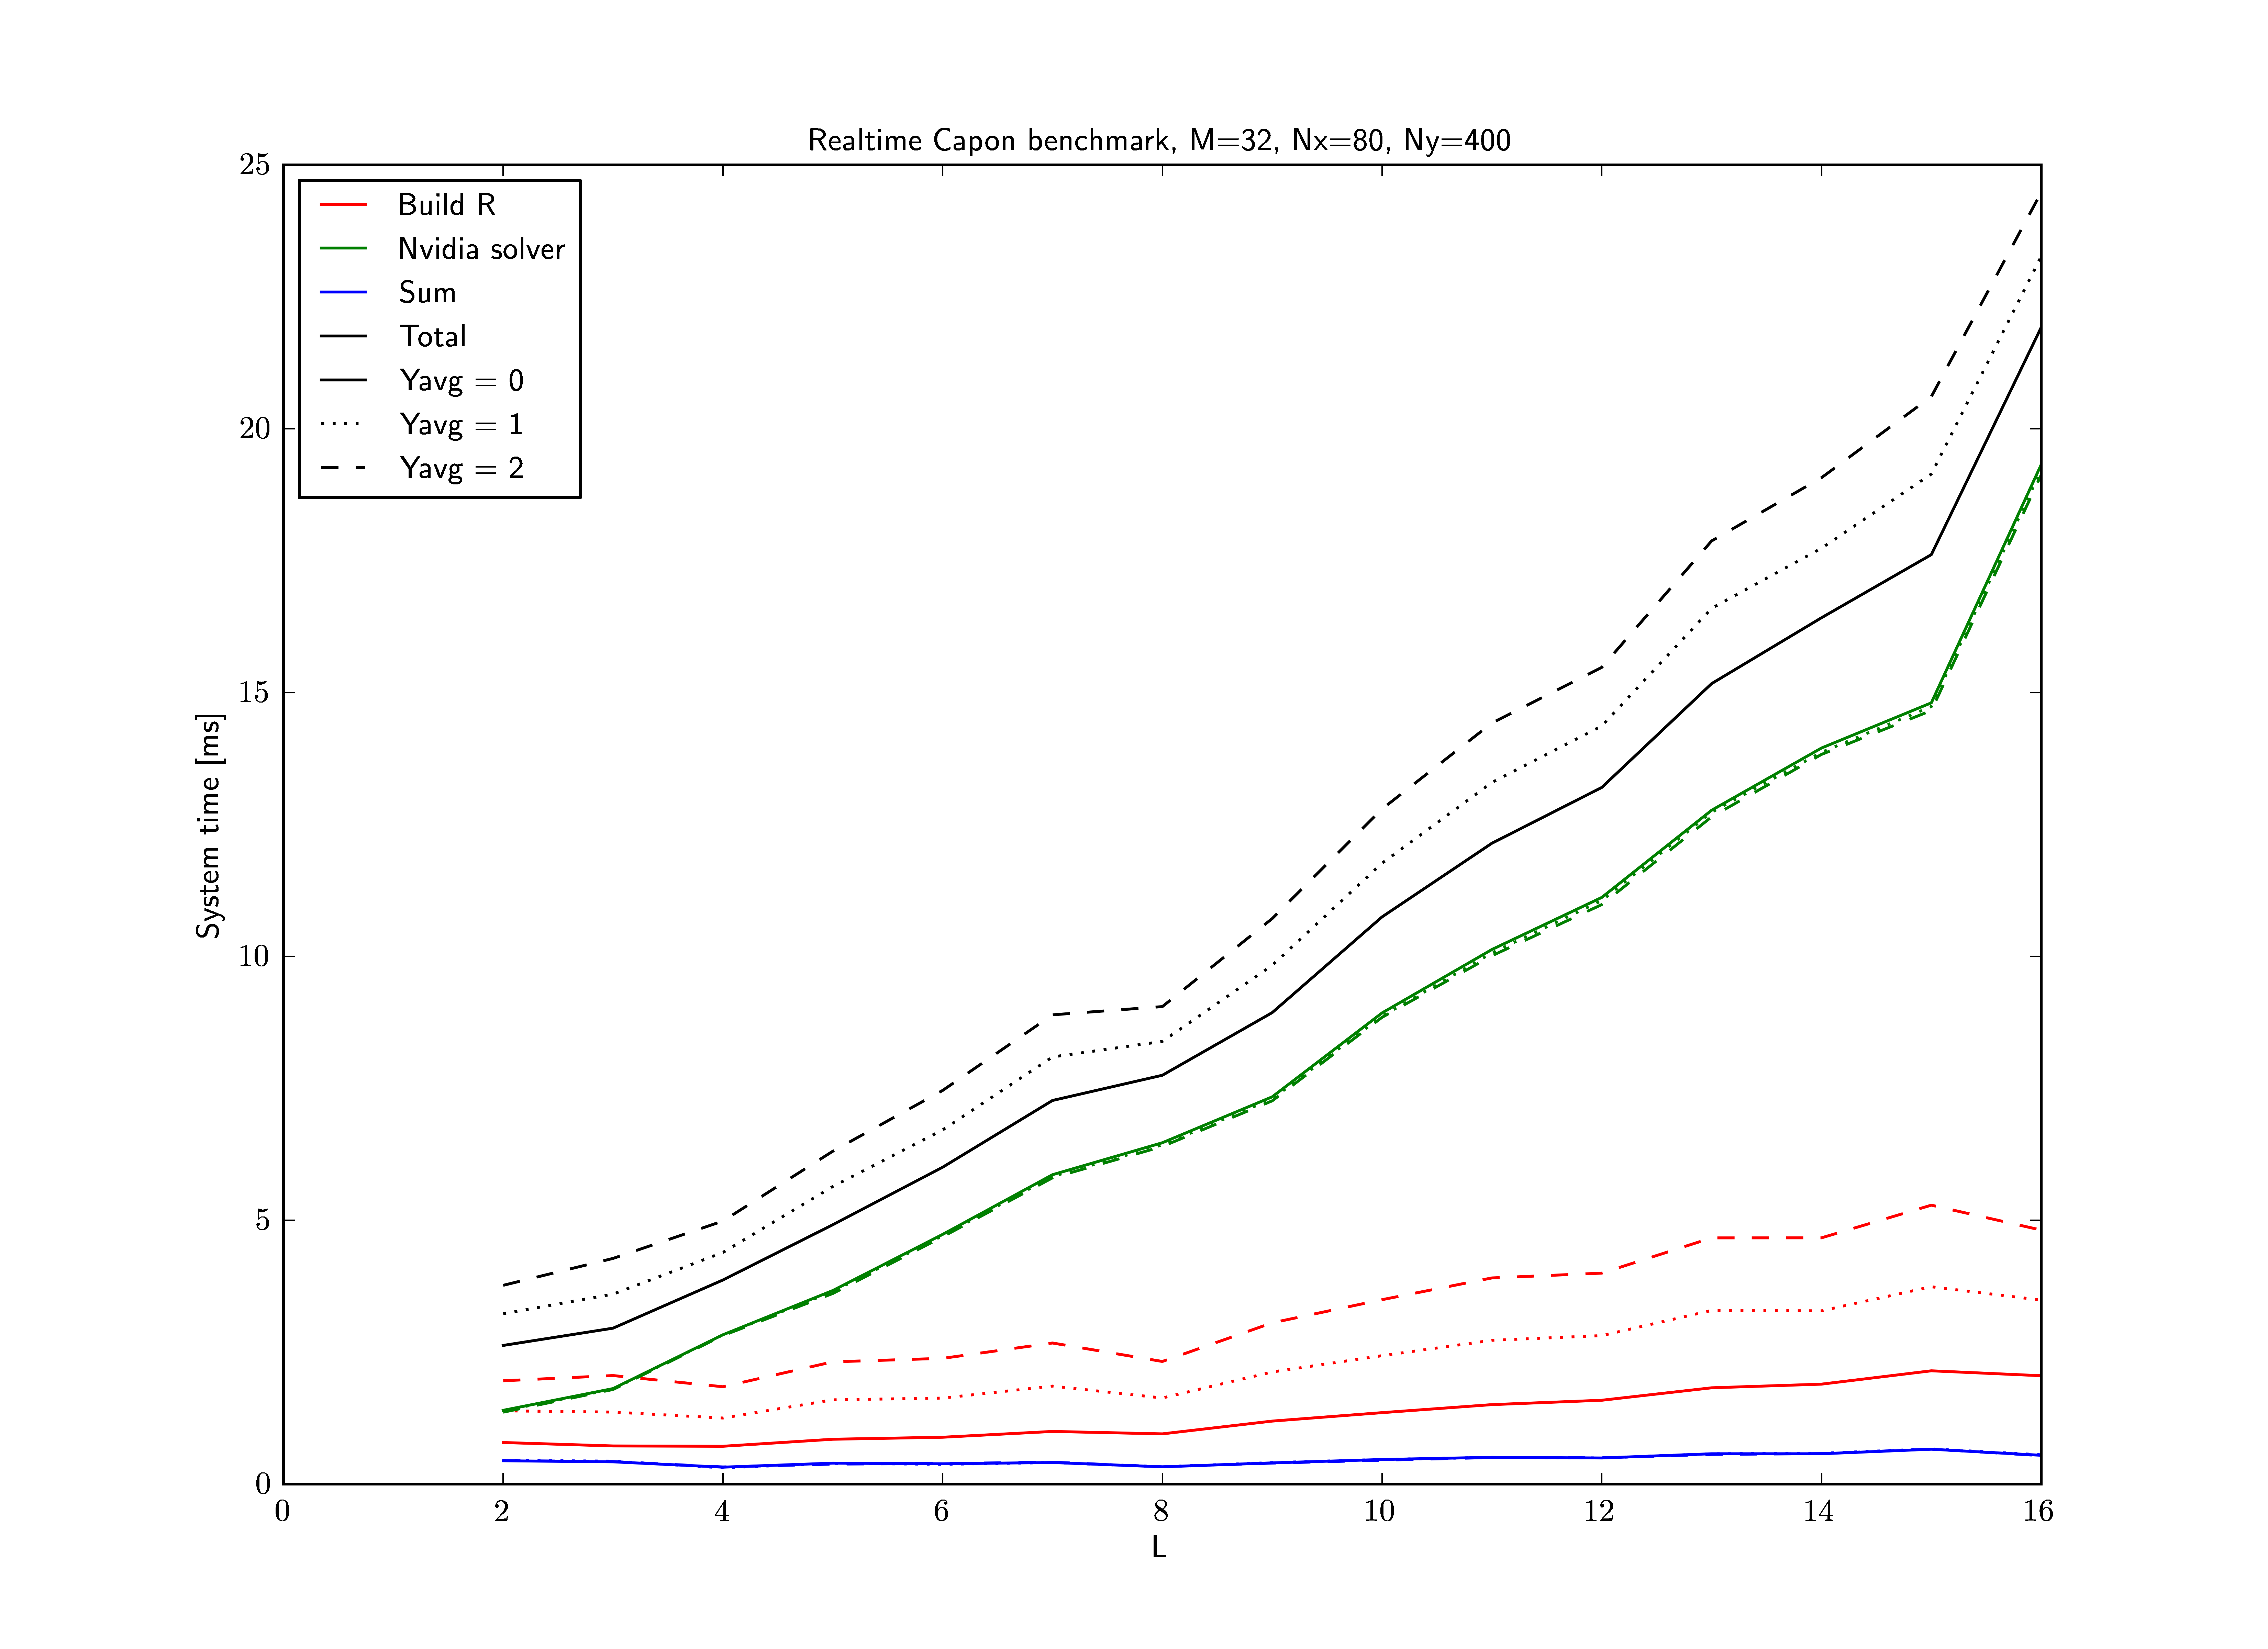 Realtime Capon benchmark, M=32, Nx=80, Ny=400
25
20
15
10
5
0
System time [ms]
Build R
Nvidia solver
Sum
Total
Yavg = 0
Yavg = 1
Yavg = 2
0 2 4 6 8 10 12 14 16
L